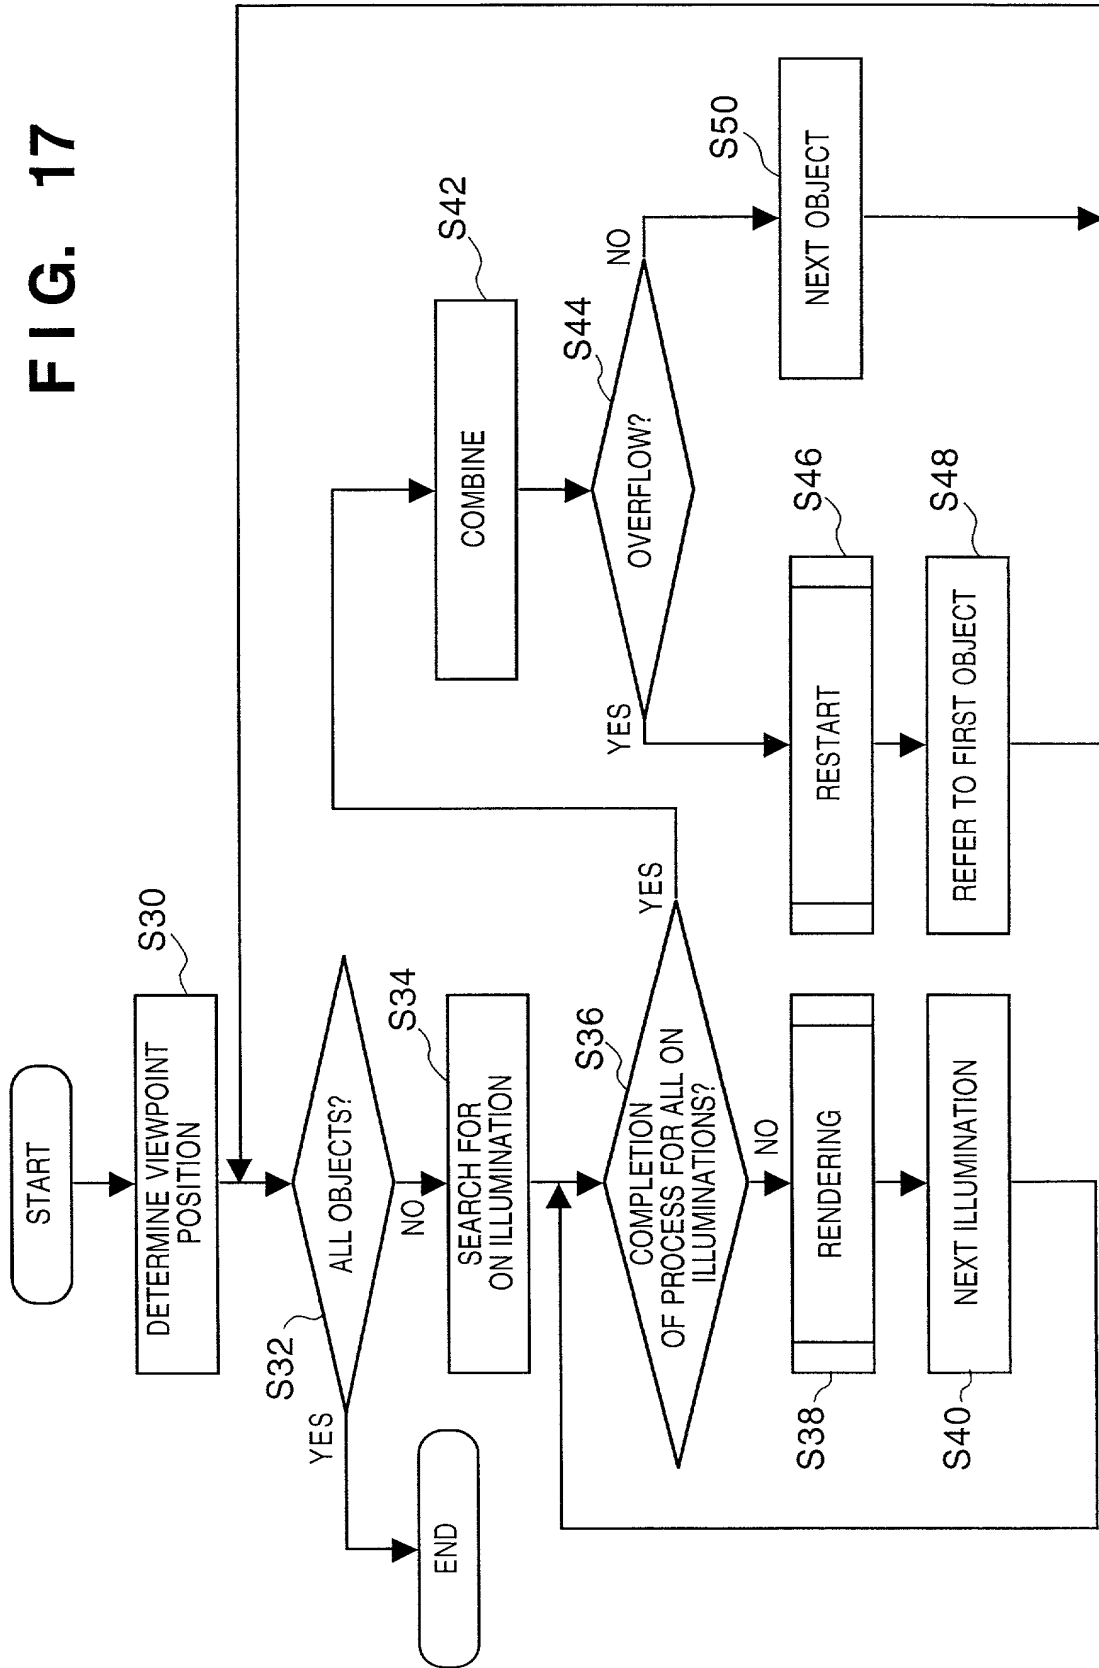 FIG. 17
START
DETERMINE VIEWPOINT
POSITION
S30
ALL OBJECTS?
S32
YES
NO
END
SEARCH FOR
ON ILLUMINATION
S34
COMPLETION
OF PROCESS FOR ALL ON
ILLUMINATIONS?
S36
YES
NO
RENDERING
S38
NEXT ILLUMINATION
S40
COMBINE
S42
OVERFLOW?
S44
YES
NO
RESTART
S46
REFER TO FIRST OBJECT
S48
NEXT OBJECT
S50